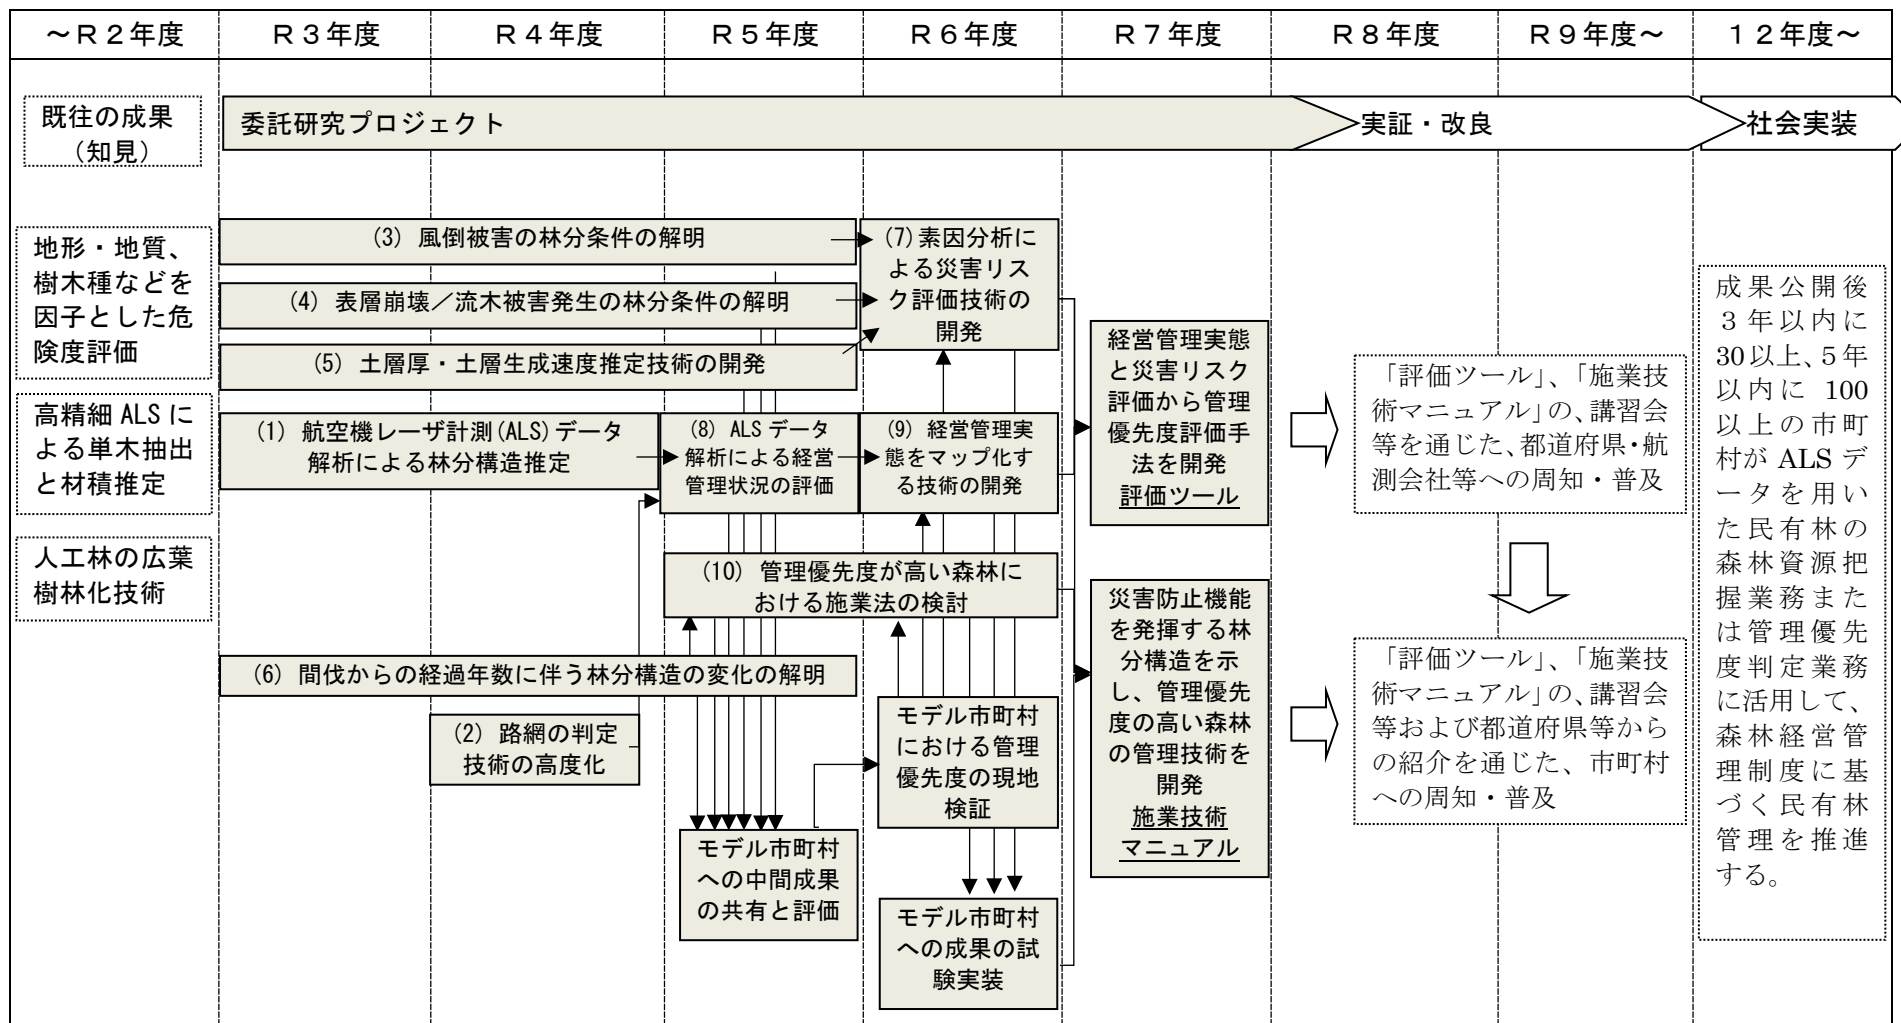 ～Ｒ２年度
Ｒ３年度
Ｒ４年度
Ｒ５年度
Ｒ６年度
Ｒ７年度
Ｒ８年度
Ｒ９年度～
１２年度～
既往の成果
（知見）
委託研究プロジェクト
実証・改良
社会実装
地形・地質、
樹木種などを
因子とした危
険度評価
高精細 ALS に
よる単木抽出
と材積推定
人工林の広葉
樹林化技術
(3) 風倒被害の林分条件の解明
(4) 表層崩壊／流木被害発生の林分条件の解明
(5) 土層厚・土層生成速度推定技術の開発
(1) 航空機レーザ計測(ALS)データ
解析による林分構造推定
(8) ALS データ
解析による経営
管理状況の評価
(7)素因分析に
よる災害リス
ク評価技術の
開発
(9) 経営管理実
態をマップ化す
る技術の開発
(10) 管理優先度が高い森林に
おける施業法の検討
(6) 間伐からの経過年数に伴う林分構造の変化の解明
(2) 路網の判定
技術の高度化
モデル市町村
への中間成果
の共有と評価
モデル市町村
における管理
優先度の現地
検証
モデル市町村
への成果の試
験実装
経営管理実態
と災害リスク
評価から管理
優先度評価手
法を開発
評価ツール
災害防止機能
を発揮する林
分構造を示
し、管理優先
度の高い森林
の管理技術を
開発
施業技術
マニュアル
「評価ツール」、「施業技
術マニュアル」の、講習会
等を通じた、都道府県・航
測会社等への周知・普及
「評価ツール」、「施業技
術マニュアル」の、講習会
等および都道府県等から
の紹介を通じた、市町村
への周知・普及
成果公開後
３年以内に
30以上、５年
以内に 100
以上の市町
村が ALS デ
ータを用い
た民有林の
森林資源把
握業務また
は管理優先
度判定業務
に活用して、
森林経営管
理制度に基
づく民有林
管理を推進
する。